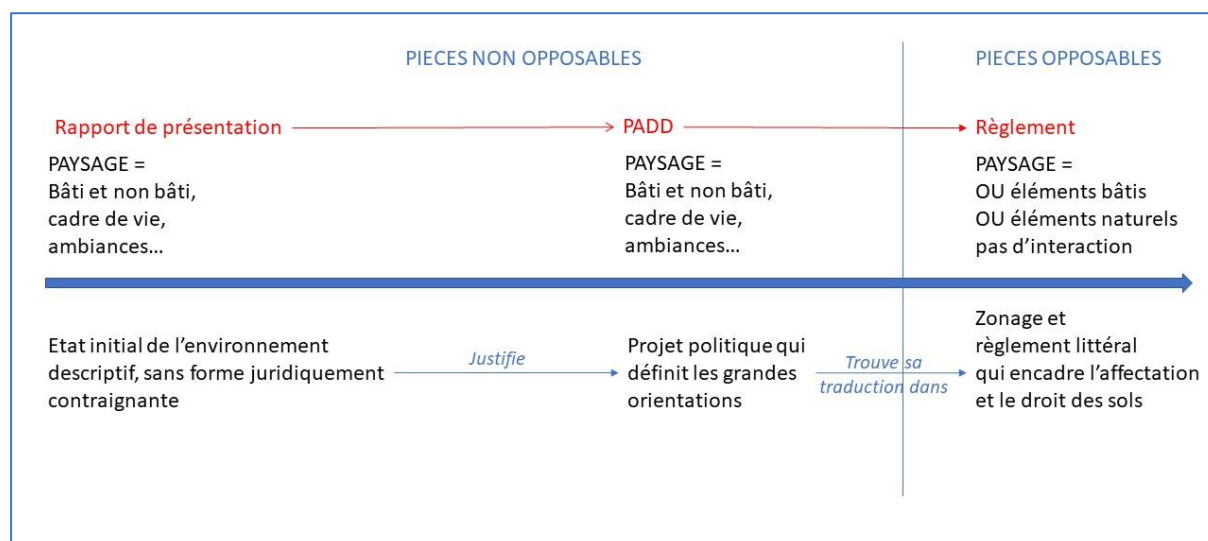 PIECES NON OPPOSABLES
PIECES OPPOSABLES
Rapport de présentation
PADD
Règlement
PAYSAGE =
Bâti et non bâti,
cadre de vie,
ambiances...
PAYSAGE =
Bâti et non bâti,
cadre de vie,
ambiances...
PAYSAGE =
OU éléments bâtis
OU éléments naturels
pas d'interaction
Etat initial de l'environnement
descriptif, sans forme juridiquement
contraignante
Justifie
Projet politique qui
définit les grandes
orientations
Trouve sa
traduction dans
Zonage et
règlement littéral
qui encadre l'affectation
et le droit des sols